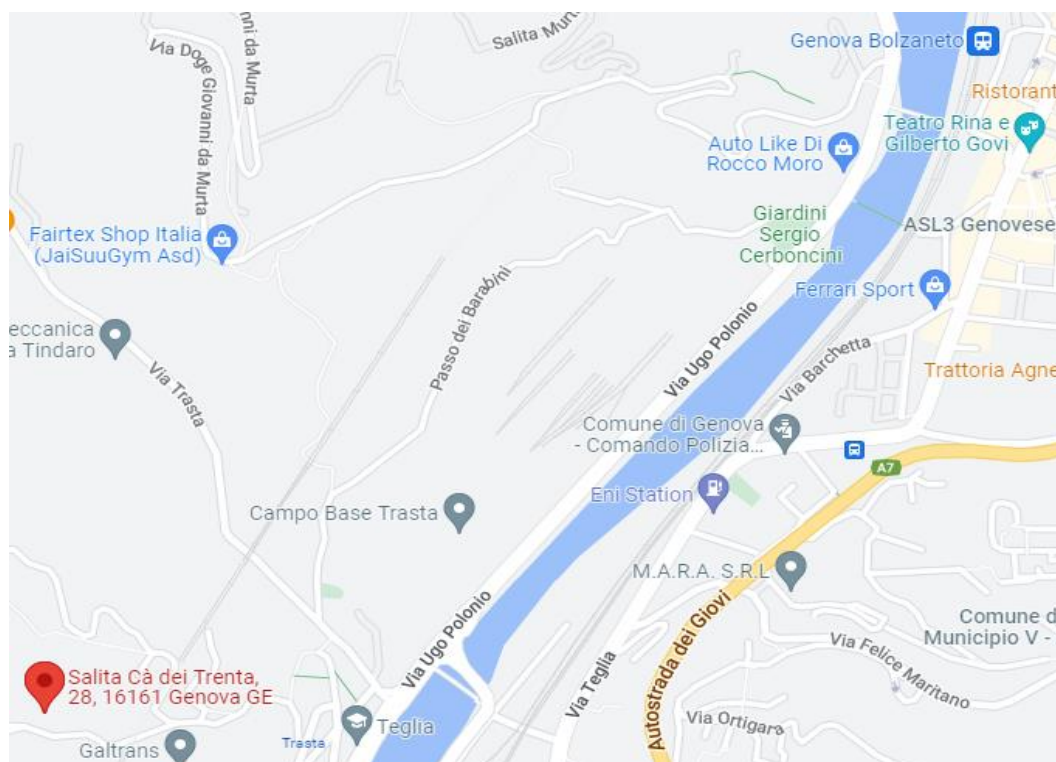 Genova Bolzaneto
Salita Murt
Via Doge Giovanni da Murta
nni da Murta
Ristorant
Teatro Rina e
Gilberto Govi
Auto Like Di
Rocco Moro
Giardini
Sergio
Cerboncini
ASL3 Genovese
Fairtex Shop Italia
(JaiSuuGym Asd)
Passo dei Barabini
Ferrari Sport
eccanica
a Tindaro
Via Trasta
Via Ugo Polonio
Via Barchetta
Trattoria Agne
Comune di Genova
- Comando Polizia...
A7
Eni Station
Campo Base Trasta
M.A.R.A. S.R.L
Via Ugo Polonio
Autostrada dei Giovi
Comune d
Municipio V -
Via Felice Maritano
Via Teglia
Salita Cà dei Trenta,
28, 16161 Genova GE
Via Ortigara
Teglia
Trasta
Galtrans